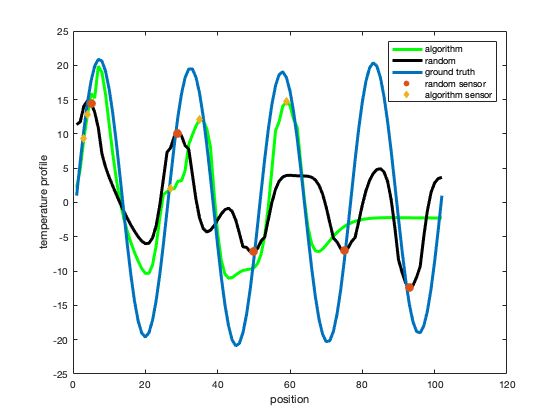 25
20
15
10
5
0
-5
-10
-15
-20
-25
temperature profile
algorithm
random
ground truth
random sensor
algorithm sensor
0 20 40 60 80 100 120
position